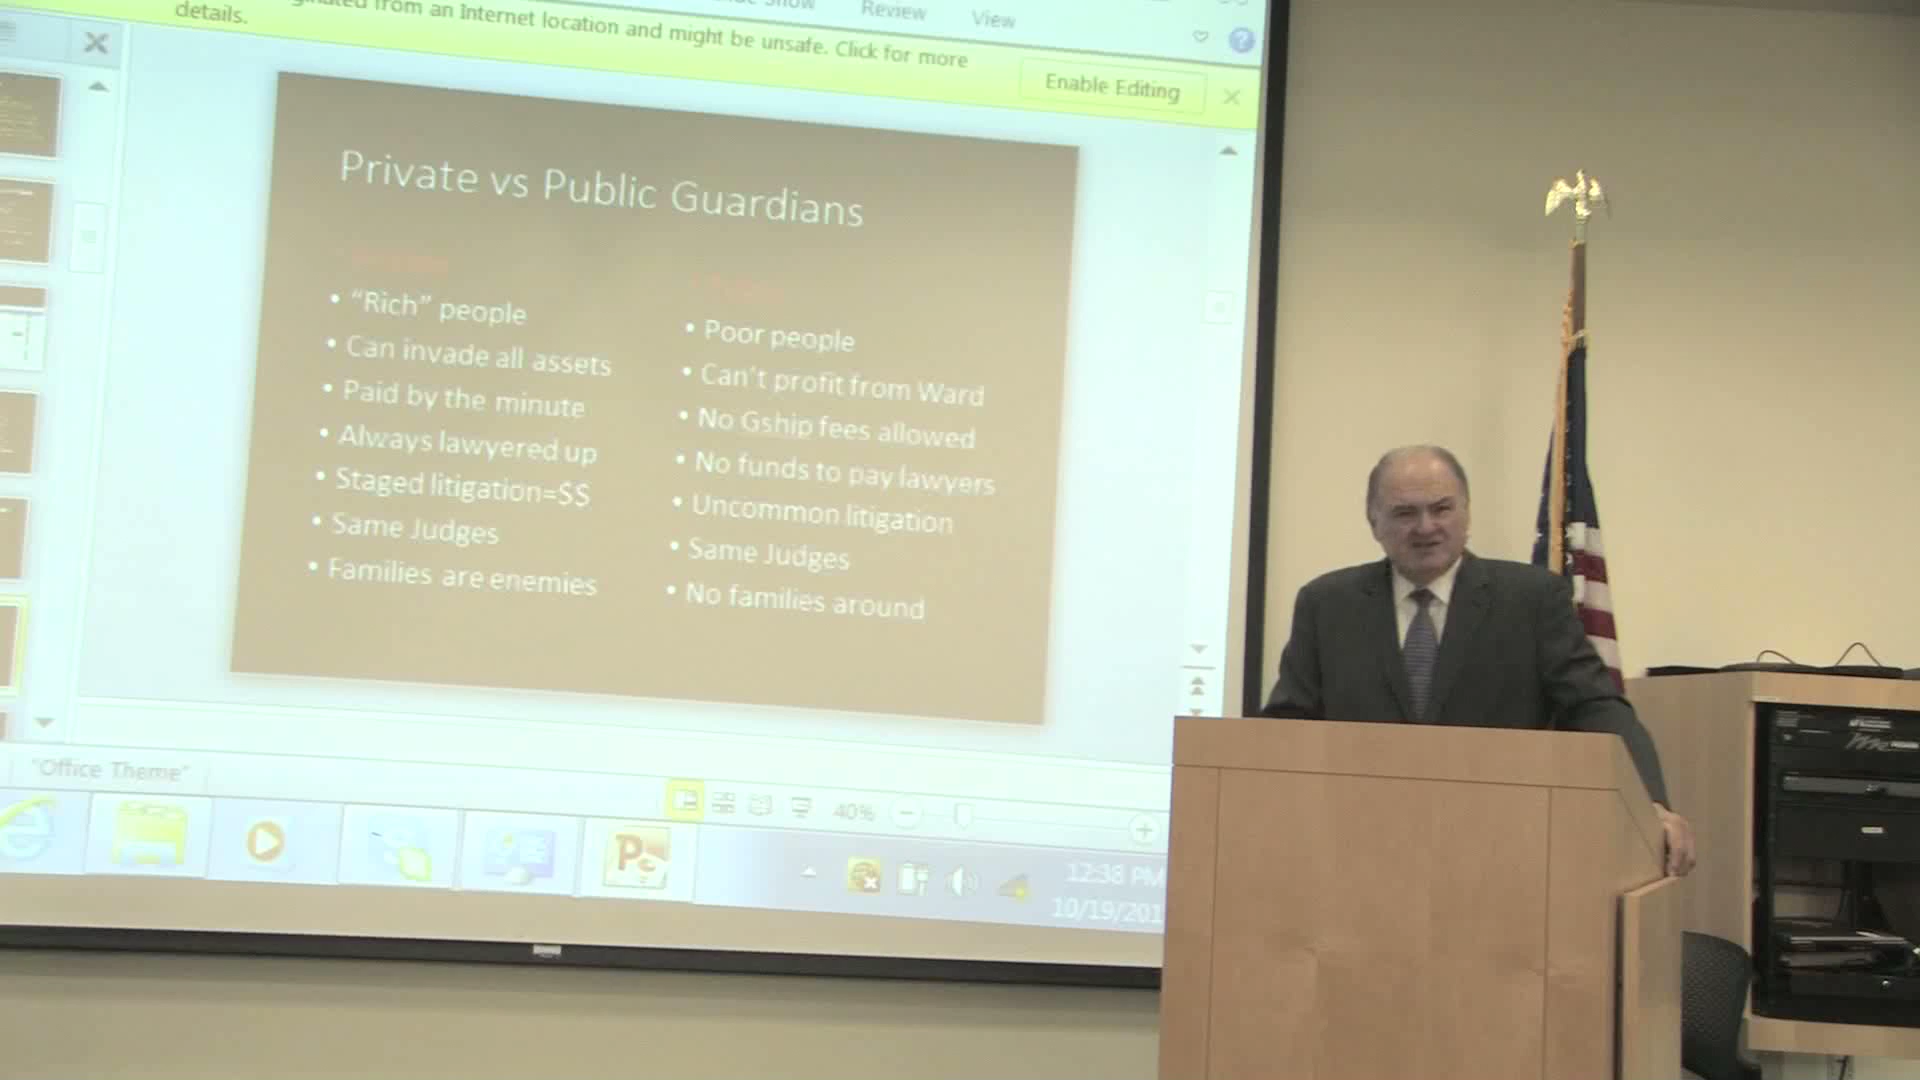 Review View
from an Internet location and might be unsafe. Click for more
details.
Enable Editing
Private vs Public Guardians
• “Rich” people
• Can invade all assets
• Paid by the minute
• Always lawyered up
• Staged litigation=$$
• Same Judges
• Families are enemies
• Poor people
• Can't profit from Ward
• No Gship fees allowed
• No funds to pay lawyers
• Uncommon litigation
• Same Judges
• No families around
"Office Theme"
40%
12:38 PM
10/19/201